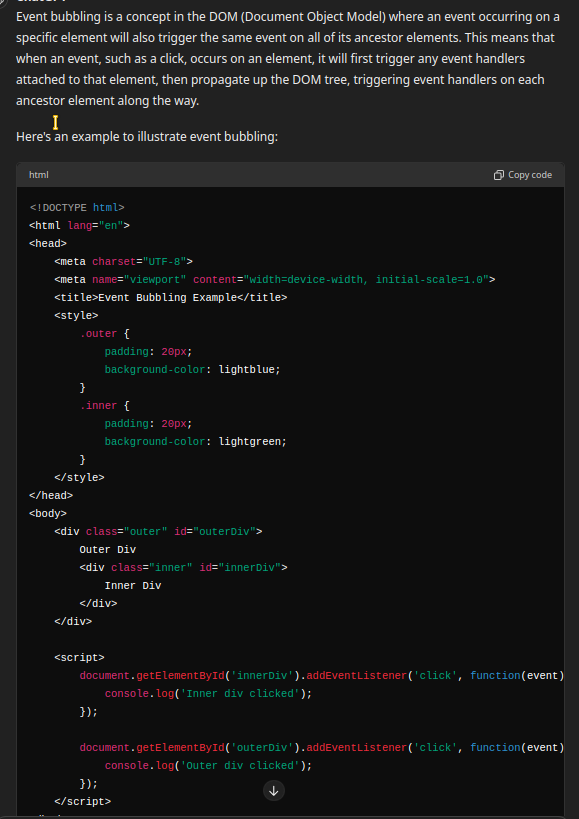 Event bubbling is a concept in the DOM (Document Object Model) where an event occurring on a
specific element will also trigger the same event on all of its ancestor elements. This means that
when an event, such as a click, occurs on an element, it will first trigger any event handlers
attached to that element, then propagate up the DOM tree, triggering event handlers on each
ancestor element along the way.
Here's an example to illustrate event bubbling:
html Copy code
<!DOCTYPE html>
<html lang="en">
<head>
    <meta charset="UTF-8">
    <meta name="viewport" content="width=device-width, initial-scale=1.0">
    <title>Event Bubbling Example</title>
    <style>
        .outer {
            padding: 20px;
            background-color: lightblue;
        }
        .inner {
            padding: 20px;
            background-color: lightgreen;
        }
    </style>
</head>
<body>
    <div class="outer" id="outerDiv">
        Outer Div
        <div class="inner" id="innerDiv">
            Inner Div
        </div>
    </div>

    <script>
        document.getElementById('innerDiv').addEventListener('click', function(event)
            console.log('Inner div clicked');
        });

        document.getElementById('outerDiv').addEventListener('click', function(event)
            console.log('Outer div clicked');
        });
    </script>